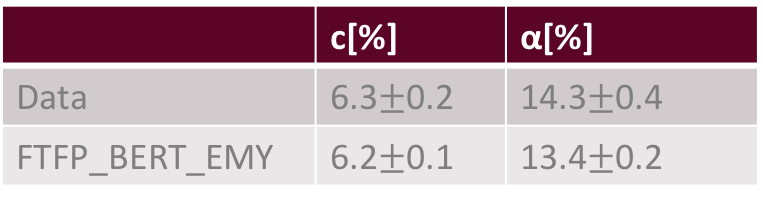 c[%] α[%]
Data 6.3±0.2 14.3±0.4
FTFP_BERT_EMY 6.2±0.1 13.4±0.2